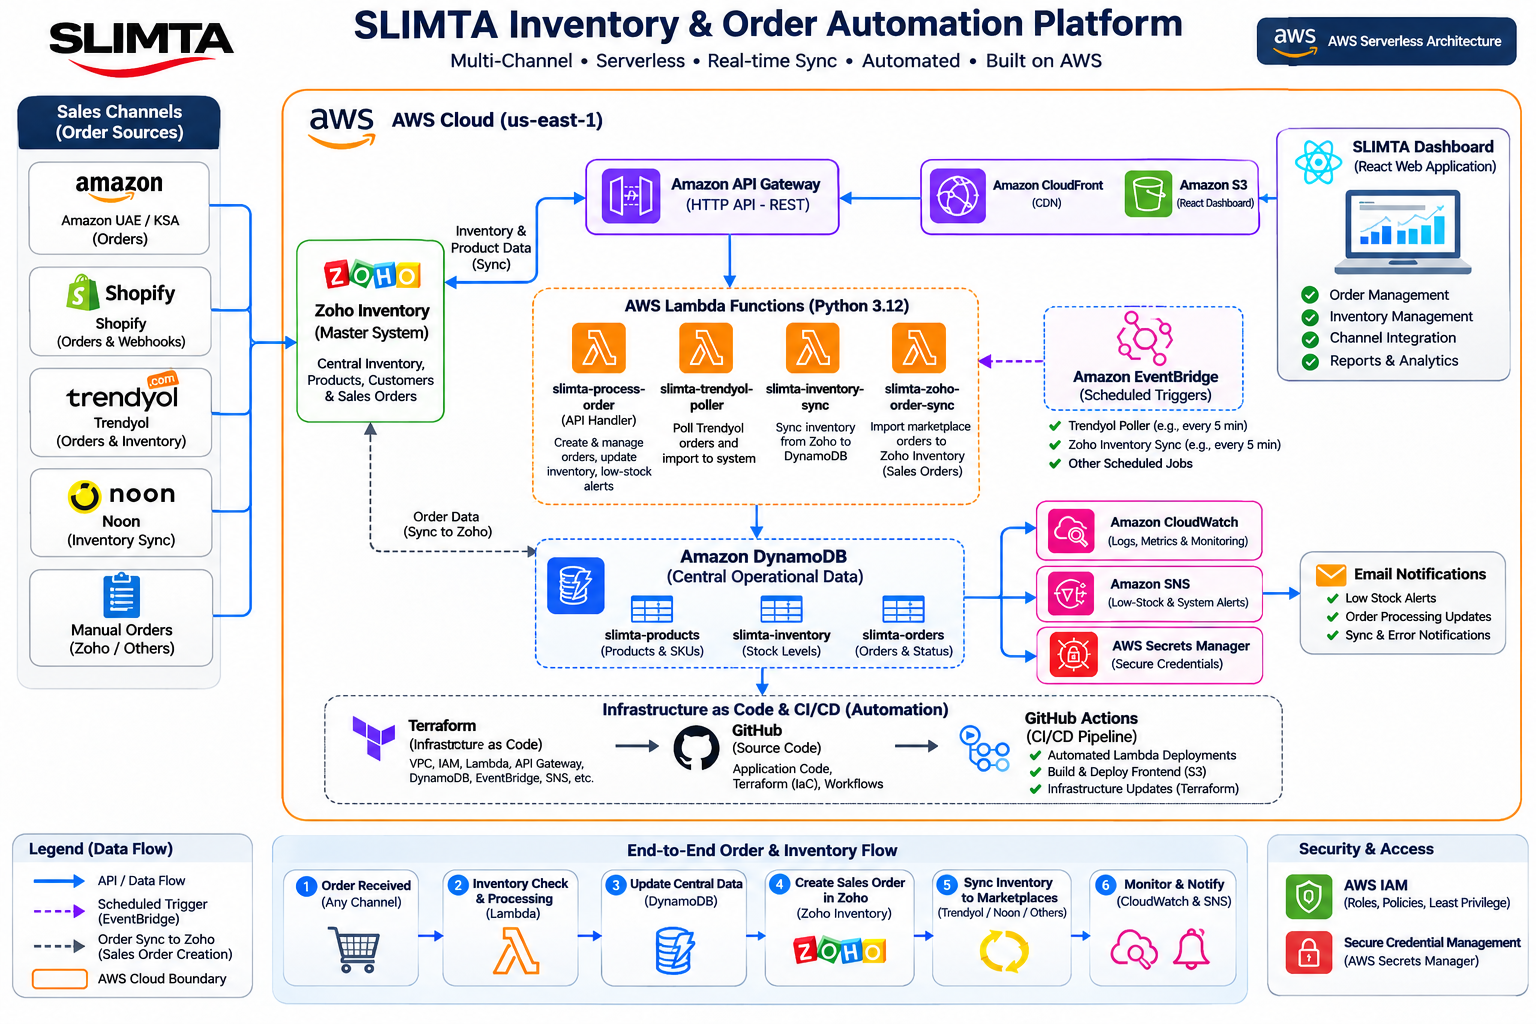 SLIMTA
SLIMTA Inventory & Order Automation Platform
Multi-Channel • Serverless • Real-time Sync • Automated • Built on AWS
aws AWS Serverless Architecture
Sales Channels
(Order Sources)
amazon
Amazon UAE / KSA
(Orders)
Shopify
Shopify
(Orders & Webhooks)
trendyol
.com
Trendyol
(Orders & Inventory)
noon
Noon
(Inventory Sync)
Manual Orders
(Zoho / Others)
aws AWS Cloud (us-east-1)
ZOHO
Zoho Inventory
(Master System)
Central Inventory,
Products, Customers
& Sales Orders
Inventory &
Product Data
(Sync)
Amazon API Gateway
(HTTP API - REST)
Amazon CloudFront
(CDN)
Amazon S3
(React Dashboard)
SLIMTA Dashboard
(React Web Application)
Order Management
Inventory Management
Channel Integration
Reports & Analytics
AWS Lambda Functions (Python 3.12)
slimta-process-
order
(API Handler)
Create & manage
orders, update
inventory, low-stock
alerts
slimta-trendyol-
poller
Poll Trendyol
orders and
import to system
slimta-inventory-
sync
Sync inventory
from Zoho to
DynamoDB
slimta-zoho-
order-sync
Import marketplace
orders to
Zoho Inventory
(Sales Orders)
Amazon EventBridge
(Scheduled Triggers)
Trendyol Poller (e.g., every 5 min)
Zoho Inventory Sync (e.g., every 5 min)
Other Scheduled Jobs
Order Data
(Sync to Zoho)
Amazon DynamoDB
(Central Operational Data)
slimta-products
(Products & SKUs)
slimta-inventory
(Stock Levels)
slimta-orders
(Orders & Status)
Amazon CloudWatch
(Logs, Metrics & Monitoring)
Amazon SNS
(Low-Stock & System Alerts)
AWS Secrets Manager
(Secure Credentials)
Email Notifications
Low Stock Alerts
Order Processing Updates
Sync & Error Notifications
Infrastructure as Code & CI/CD (Automation)
Terraform
(Infrastructure as Code)
VPC, IAM, Lambda, API Gateway,
DynamoDB, EventBridge, SNS, etc.
GitHub
(Source Code)
Application Code,
Terraform (IaC), Workflows
GitHub Actions
(CI/CD Pipeline)
Automated Lambda Deployments
Build & Deploy Frontend (S3)
Infrastructure Updates (Terraform)
Legend (Data Flow)
API / Data Flow
Scheduled Trigger
(EventBridge)
Order Sync to Zoho
(Sales Order Creation)
AWS Cloud Boundary
End-to-End Order & Inventory Flow
1 Order Received
(Any Channel)
2 Inventory Check
& Processing
(Lambda)
3 Update Central Data
(DynamoDB)
4 Create Sales Order
in Zoho
(Zoho Inventory)
ZOHO
5 Sync Inventory
to Marketplaces
(Trendyol / Noon / Others)
6 Monitor & Notify
(CloudWatch & SNS)
Security & Access
AWS IAM
(Roles, Policies, Least Privilege)
Secure Credential Management
(AWS Secrets Manager)